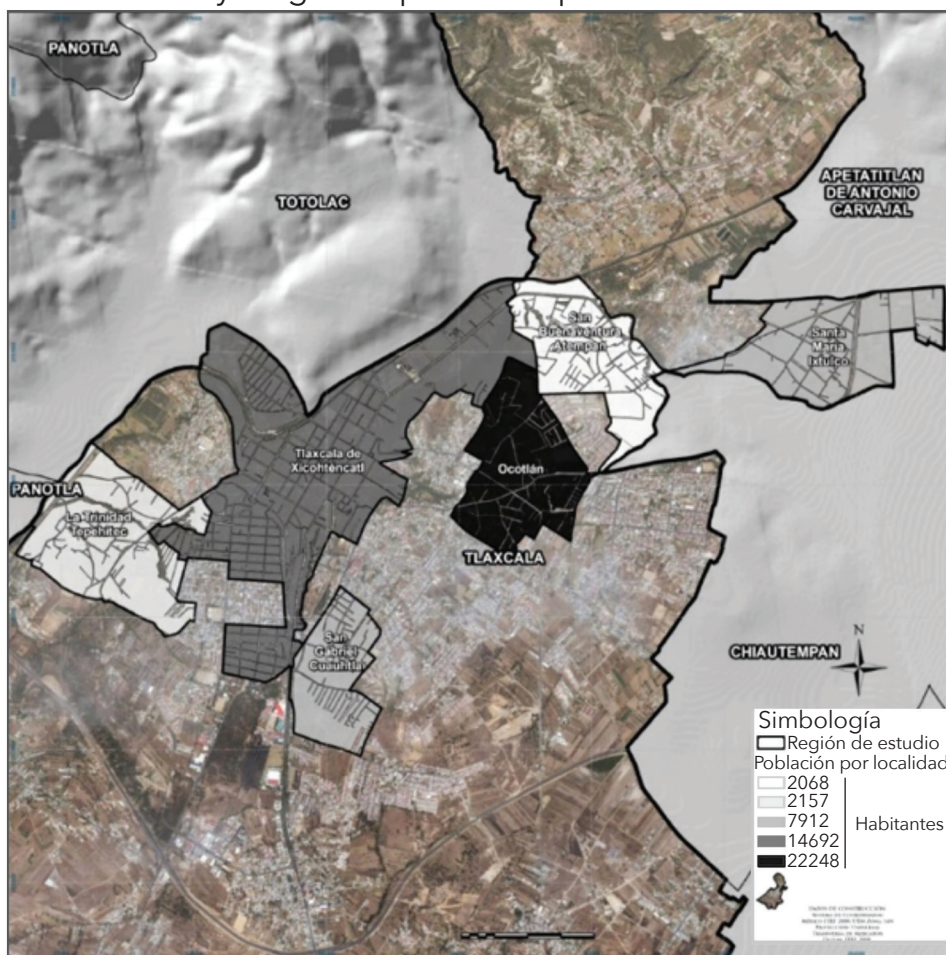 PANOTLA
TOTOLAC
APETATITLAN
DE ANTONIO
CARVAJAL
San
Buenaventura
Atempan
Santa
María
Ixtulco
Tlaxcala de
Xicohtencatl
Ocotlán
PANOTLA
La Trinidad
Tepehitec
TLAXCALA
San
Gabriel
Cuauhtla
CHIAUTEMPAN
N
Simbología
Región de estudio
Población por localidad
2068
2157
7912
14692
22248
Habitantes